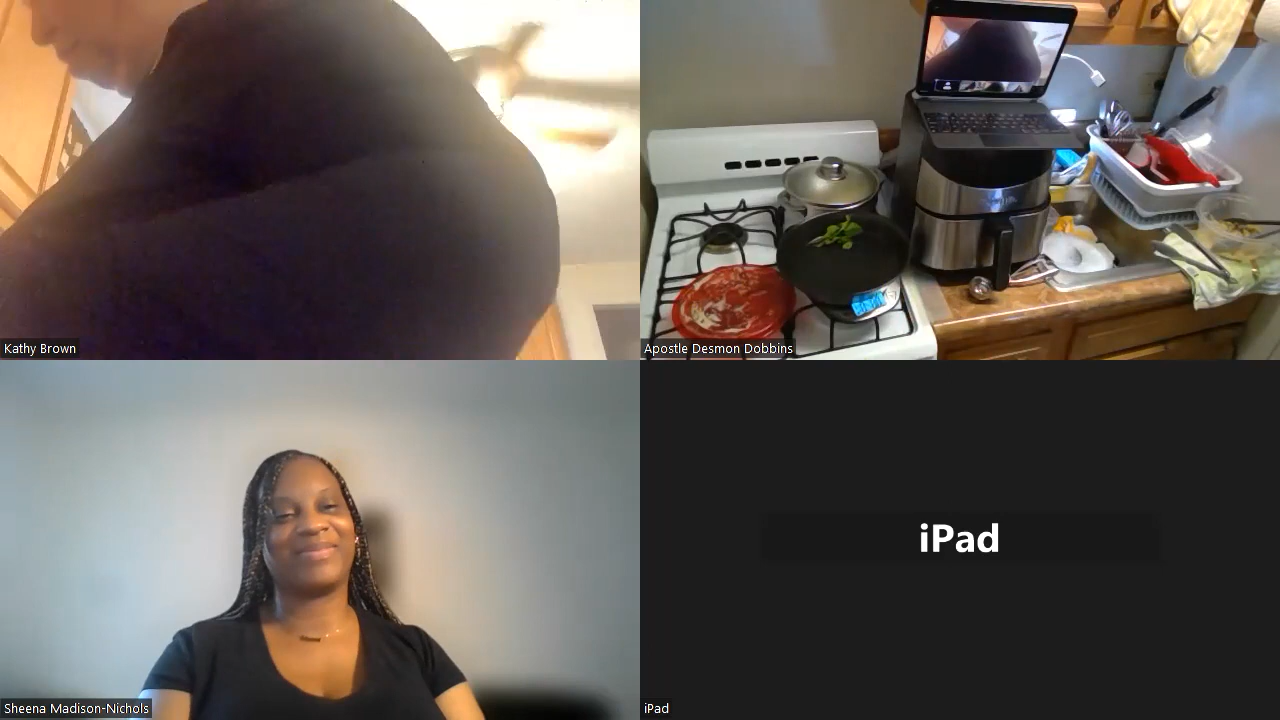 Kathy Brown
Apostle Desmon Dobbins
iPad
Sheena Madison-Nichols
iPad